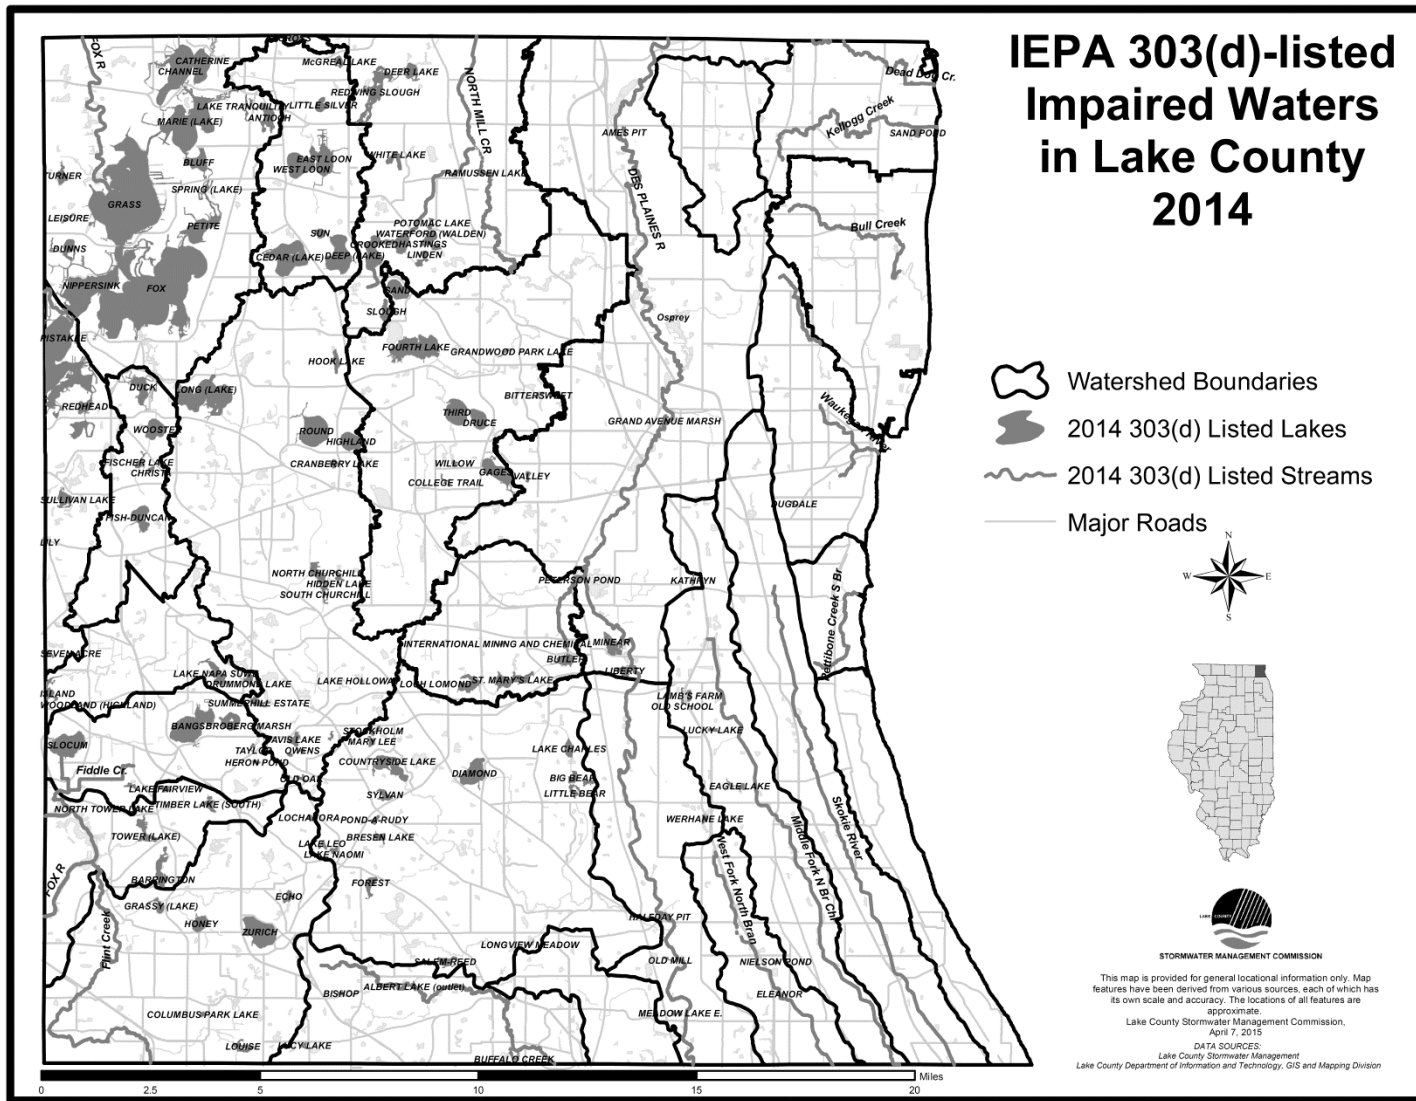 IEPA 303(d)-listed
Impaired Waters
in Lake County
2014
Watershed Boundaries
2014 303(d) Listed Lakes
2014 303(d) Listed Streams
Major Roads
N
W E
S
LAKE COUNTY
STORMWATER MANAGEMENT COMMISSION
This map is provided for general locational information only. Map
features have been derived from various sources, each of which has
its own scale and accuracy. The locations of all features are
approximate.
Lake County Stormwater Management Commission,
April 7, 2015
DATA SOURCES:
Lake County Stormwater Management
Lake County Department of Information and Technology, GIS and Mapping Division
FOX R
CATHERINE
CHANNEL
McGREAL LAKE
DEER LAKE
REDWING SLOUGH
LAKE TRANQUILITY
LITTLE SILVER
ANTIOCH
MARIE (LAKE)
NORTH MILL CR
AMES PIT
Dead Dog Cr.
Kellogg Creek
SAND POND
BLUFF
EAST LOON
WEST LOON
WHITE LAKE
RAMUSSEN LAKE
TURNER
SPRING (LAKE)
GRASS
DES PLAINES R
LEISURE
PETITE
SUN
POTOMAC LAKE
WATERFORD (WALDEN)
CROOKED
HASTINGS
LINDEN
Bull Creek
DUNNS
CEDAR (LAKE)
DEEP (LAKE)
NIPPERSINK
FOX
SAND
SLOUGH
Osprey
PISTAKEE
HOOK LAKE
FOURTH LAKE
GRANDWOOD PARK LAKE
DUCK
LONG (LAKE)
BITTERSWEET
REDHEAD
WOOSTER
ROUND
HIGHLAND
THIRD
DRUCE
GRAND AVENUE MARSH
Waukegan River
FISCHER LAKE
CHRISTA
CRANBERRY LAKE
WILLOW
GAGES
VALLEY
COLLEGE TRAIL
SULLIVAN LAKE
FISH-DUNCAN
DUGDALE
LILY
NORTH CHURCHILL
HIDDEN LAKE
SOUTH CHURCHILL
PETERSON POND
KATHRYN
Pettibone Creek S Br
SEVEN ACRE
INTERNATIONAL MINING AND CHEMICAL
MINEAR
BUTLER
LIBERTY
LAKE NAPA SUWE
DRUMMOND LAKE
LAKE HOLLOWAY
LOCH LOMOND
ST. MARY'S LAKE
ISLAND
WOODLAND (HIGHLAND)
SUMMERHILL ESTATE
LAMB'S FARM
OLD SCHOOL
BANGS
BROBERG MARSH
STOCKHOLM
MARY LEE
LUCKY LAKE
SLOCUM
DAVIS LAKE
TAYLOR
OWENS
HERON POND
COUNTRYSIDE LAKE
LAKE CHARLES
Fiddle Cr.
OLD OAK
DIAMOND
BIG BEAR
LITTLE BEAR
EAGLE LAKE
LAKE FAIRVIEW
SYLVAN
NORTH TOWER LAKE
TIMBER LAKE (SOUTH)
LOCHANORA
POND-A-RUDY
WERHANE LAKE
TOWER (LAKE)
BRESEN LAKE
LAKE LEO
LAKE NAOMI
Skokie River
Middle Fork N Br Chi
West Fork North Bran
FOX R
BARRINGTON
FOREST
GRASSY (LAKE)
ECHO
HONEY
ZURICH
HALFDAY PIT
Flint Creek
LONGVIEW MEADOW
SALEM-REED
OLD MILL
NIELSON POND
BISHOP
ALBERT LAKE (outlet)
ELEANOR
COLUMBUS PARK LAKE
MEADOW LAKE E.
LOUISE
LUCY LAKE
BUFFALO CREEK
0 2.5 5 10 15 20
Miles